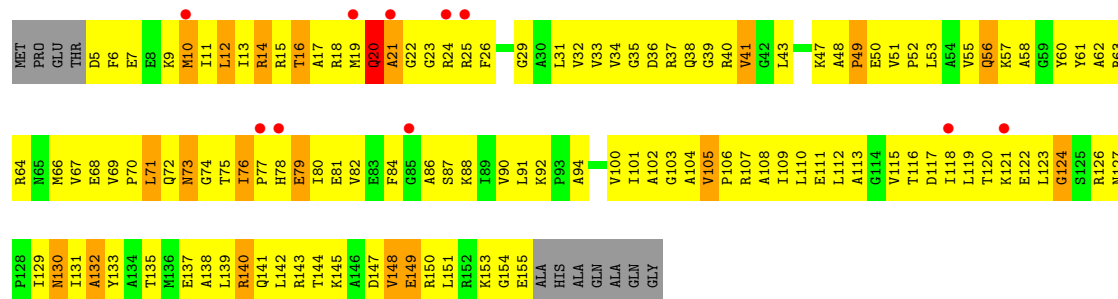 MET PRO GLU THR D5 F6 E7 E8 K9 M10 I11 L12 I13 R14 R15 T16 A17 R18 M19 Q20 A21 G22 G23 R24 R25 F26 G29 A30 L31 V32 V33 V34 G35 D36 R37 Q38 G39 R40 V41 G42 L43 K47 A48 P49 E50 V51 P52 L53 A54 V55 Q56 K57 A58 G59 Y60 Y61 A62 R63
R64 N65 M66 V67 E68 V69 P70 L71 Q72 N73 G74 T75 I76 P77 H78 E79 I80 E81 V82 E83 F84 G85 A86 S87 K88 I89 V90 L91 K92 P93 A94 V100 I101 A102 G103 A104 V105 P106 R107 A108 I109 L110 E111 L112 A113 G114 V115 T116 D117 I118 L119 T120 K121 E122 L123 G124 S125 R126 N127
P128 I129 N130 I131 A132 Y133 A134 T135 M136 E137 A138 L139 R140 Q141 L142 R143 T144 K145 A146 D147 V148 E149 R150 L151 R152 K153 G154 E155 ALA HIS ALA ALA GLN ALA GLN GLY